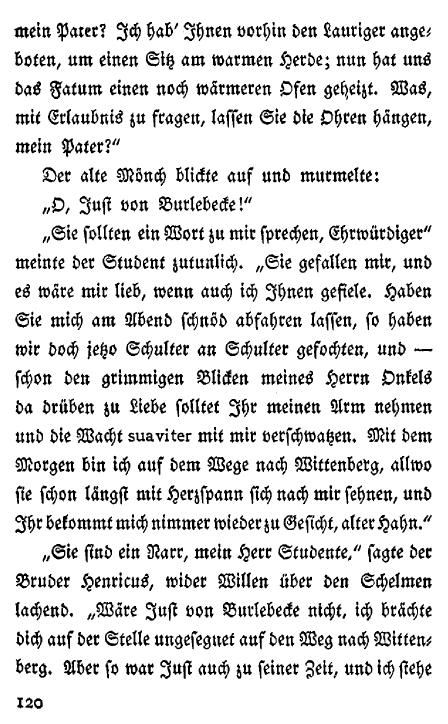 mein Pater? Ich hab' Ihnen vorhin den Lauriger ange-
boten, um einen Sitz am warmen Herde; nun hat uns
das Fatum einen noch wärmeren Ofen geheizt. Was,
mit Erlaubnis zu fragen, lassen Sie die Ohren hängen,
mein Pater?“
Der alte Mönch blickte auf und murmelte:
„O, Just von Burlebecke!“
„Sie sollten ein Wort zu mir sprechen, Ehrwürdiger“
meinte der Student zutunlich. „Sie gefallen mir, und
es wäre mir lieb, wenn auch ich Ihnen gefiele. Haben
Sie mich am Abend schnöd abfahren lassen, so haben
wir doch jetzo Schulter an Schulter gefochten, und —
schon den grimmigen Blicken meines Herrn Onkels
da drüben zu Liebe solltet Ihr meinen Arm nehmen
und die Wacht suaviter mit mir verschwatzen. Mit dem
Morgen bin ich auf dem Wege nach Wittenberg, allwo
sie schon längst mit Herzspann sich nach mir sehnen, und
Ihr bekommt mich nimmer wieder zu Gesicht, alter Hahn.“
„Sie sind ein Narr, mein Herr Studente,“ sagte der
Bruder Henricus, wider Willen über den Schelmen
lachend. „Wäre Just von Burlebecke nicht, ich brächte
dich auf der Stelle ungesegnet auf den Weg nach Witten-
berg. Aber so war Just auch zu seiner Zeit, und ich stehe
120